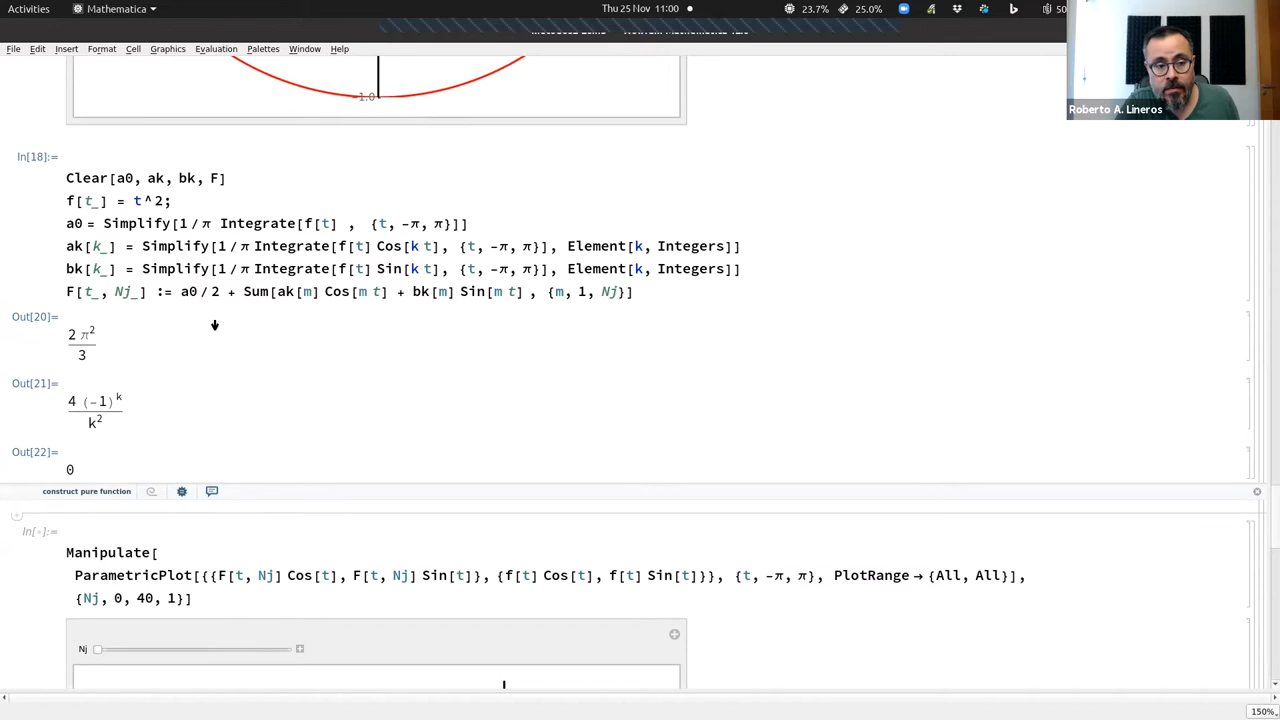 Activities Mathematica Thu 25 Nov 11:00 23.7% 25.0% 50
File Edit Insert Format Cell Graphics Evaluation Palettes Window Help
Roberto A. Lineros
-1.0
In[18]:=
Clear[a0, ak, bk, F]
f[t_] = t^2;
a0 = Simplify[1/π Integrate[f[t] , {t, -π, π}]]
ak[k_] = Simplify[1/π Integrate[f[t] Cos[k t], {t, -π, π}], Element[k, Integers]]
bk[k_] = Simplify[1/π Integrate[f[t] Sin[k t], {t, -π, π}], Element[k, Integers]]
F[t_, Nj_] := a0/2 + Sum[ak[m] Cos[m t] + bk[m] Sin[m t] , {m, 1, Nj}]
Out[20]=
2 π²
3
Out[21]=
4 (-1)^k
k²
Out[22]=
0
construct pure function
In[∘]:=
Manipulate[
ParametricPlot[{{F[t, Nj] Cos[t], F[t, Nj] Sin[t]}, {f[t] Cos[t], f[t] Sin[t]}}, {t, -π, π}, PlotRange → {All, All}],
{Nj, 0, 40, 1}]
Nj
150%